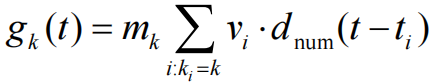 g_k(t) = m_k ∑_{i:k_i=k} v_i · d_num(t − t_i)